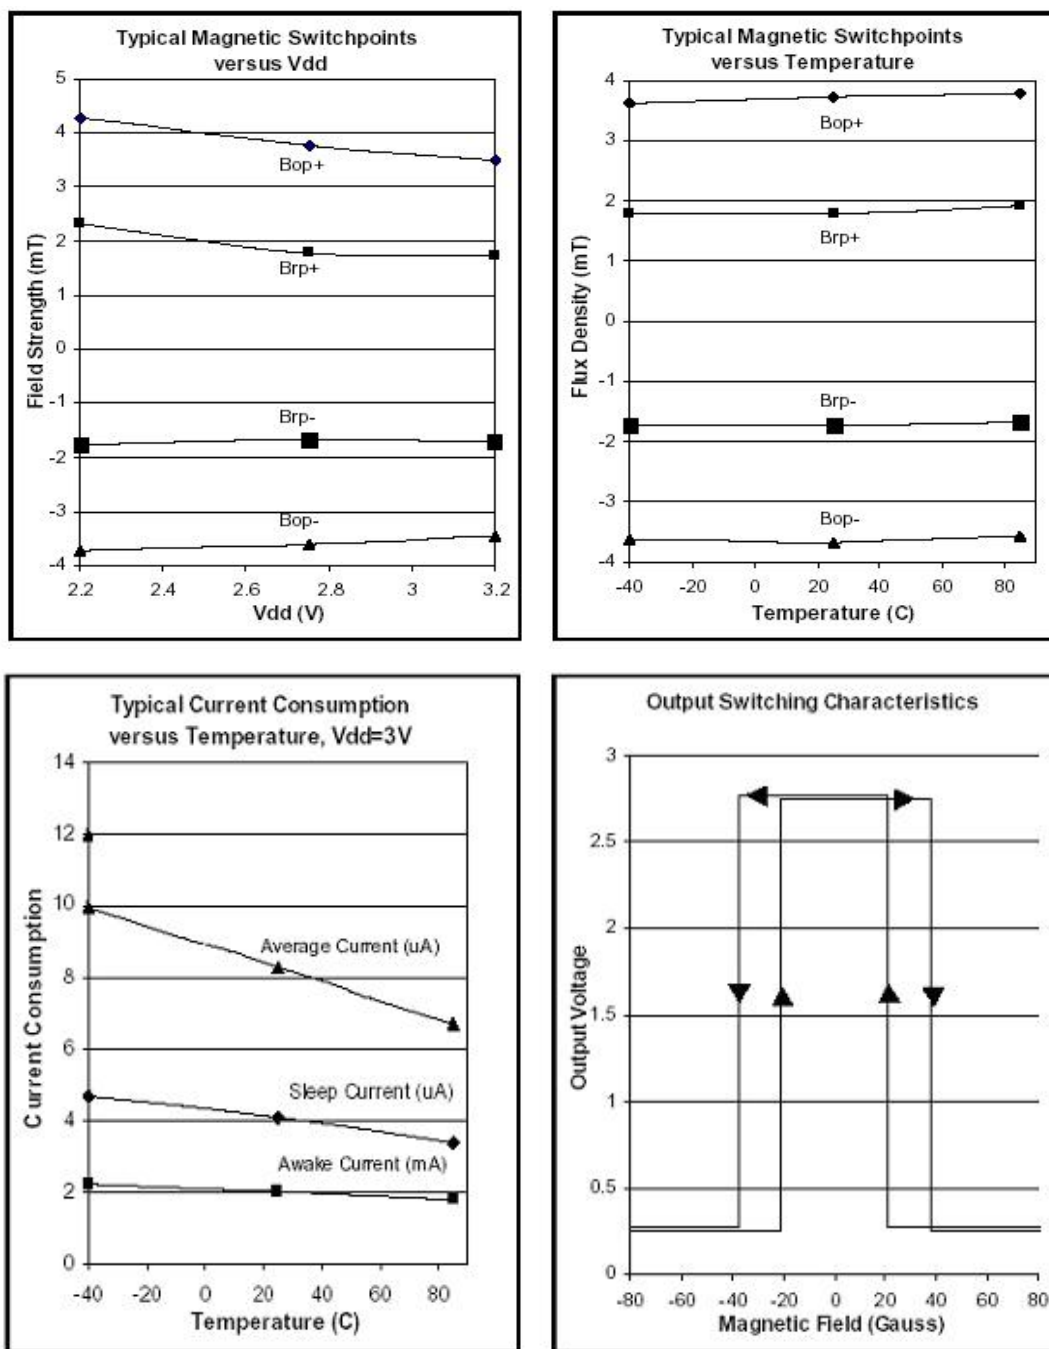 Typical Magnetic Switchpoints
versus Vdd
5
4
3
2
1
0
-1
-2
-3
-4
Field Strength (mT)
Bop+
Brp+
Brp-
Bop-
2.2 2.4 2.6 2.8 3 3.2
Vdd (V)
Typical Magnetic Switchpoints
versus Temperature
4
3
2
1
0
-1
-2
-3
-4
Flux Density (mT)
Bop+
Brp+
Brp-
Bop-
-40 -20 0 20 40 60 80
Temperature (C)
Typical Current Consumption
versus Temperature, Vdd=3V
14
12
10
8
6
4
2
0
Current Consumption
Average Current (uA)
Sleep Current (uA)
Awake Current (mA)
-40 -20 0 20 40 60 80
Temperature (C)
Output Switching Characteristics
3
2.5
2
1.5
1
0.5
0
Output Voltage
-80 -60 -40 -20 0 20 40 60 80
Magnetic Field (Gauss)